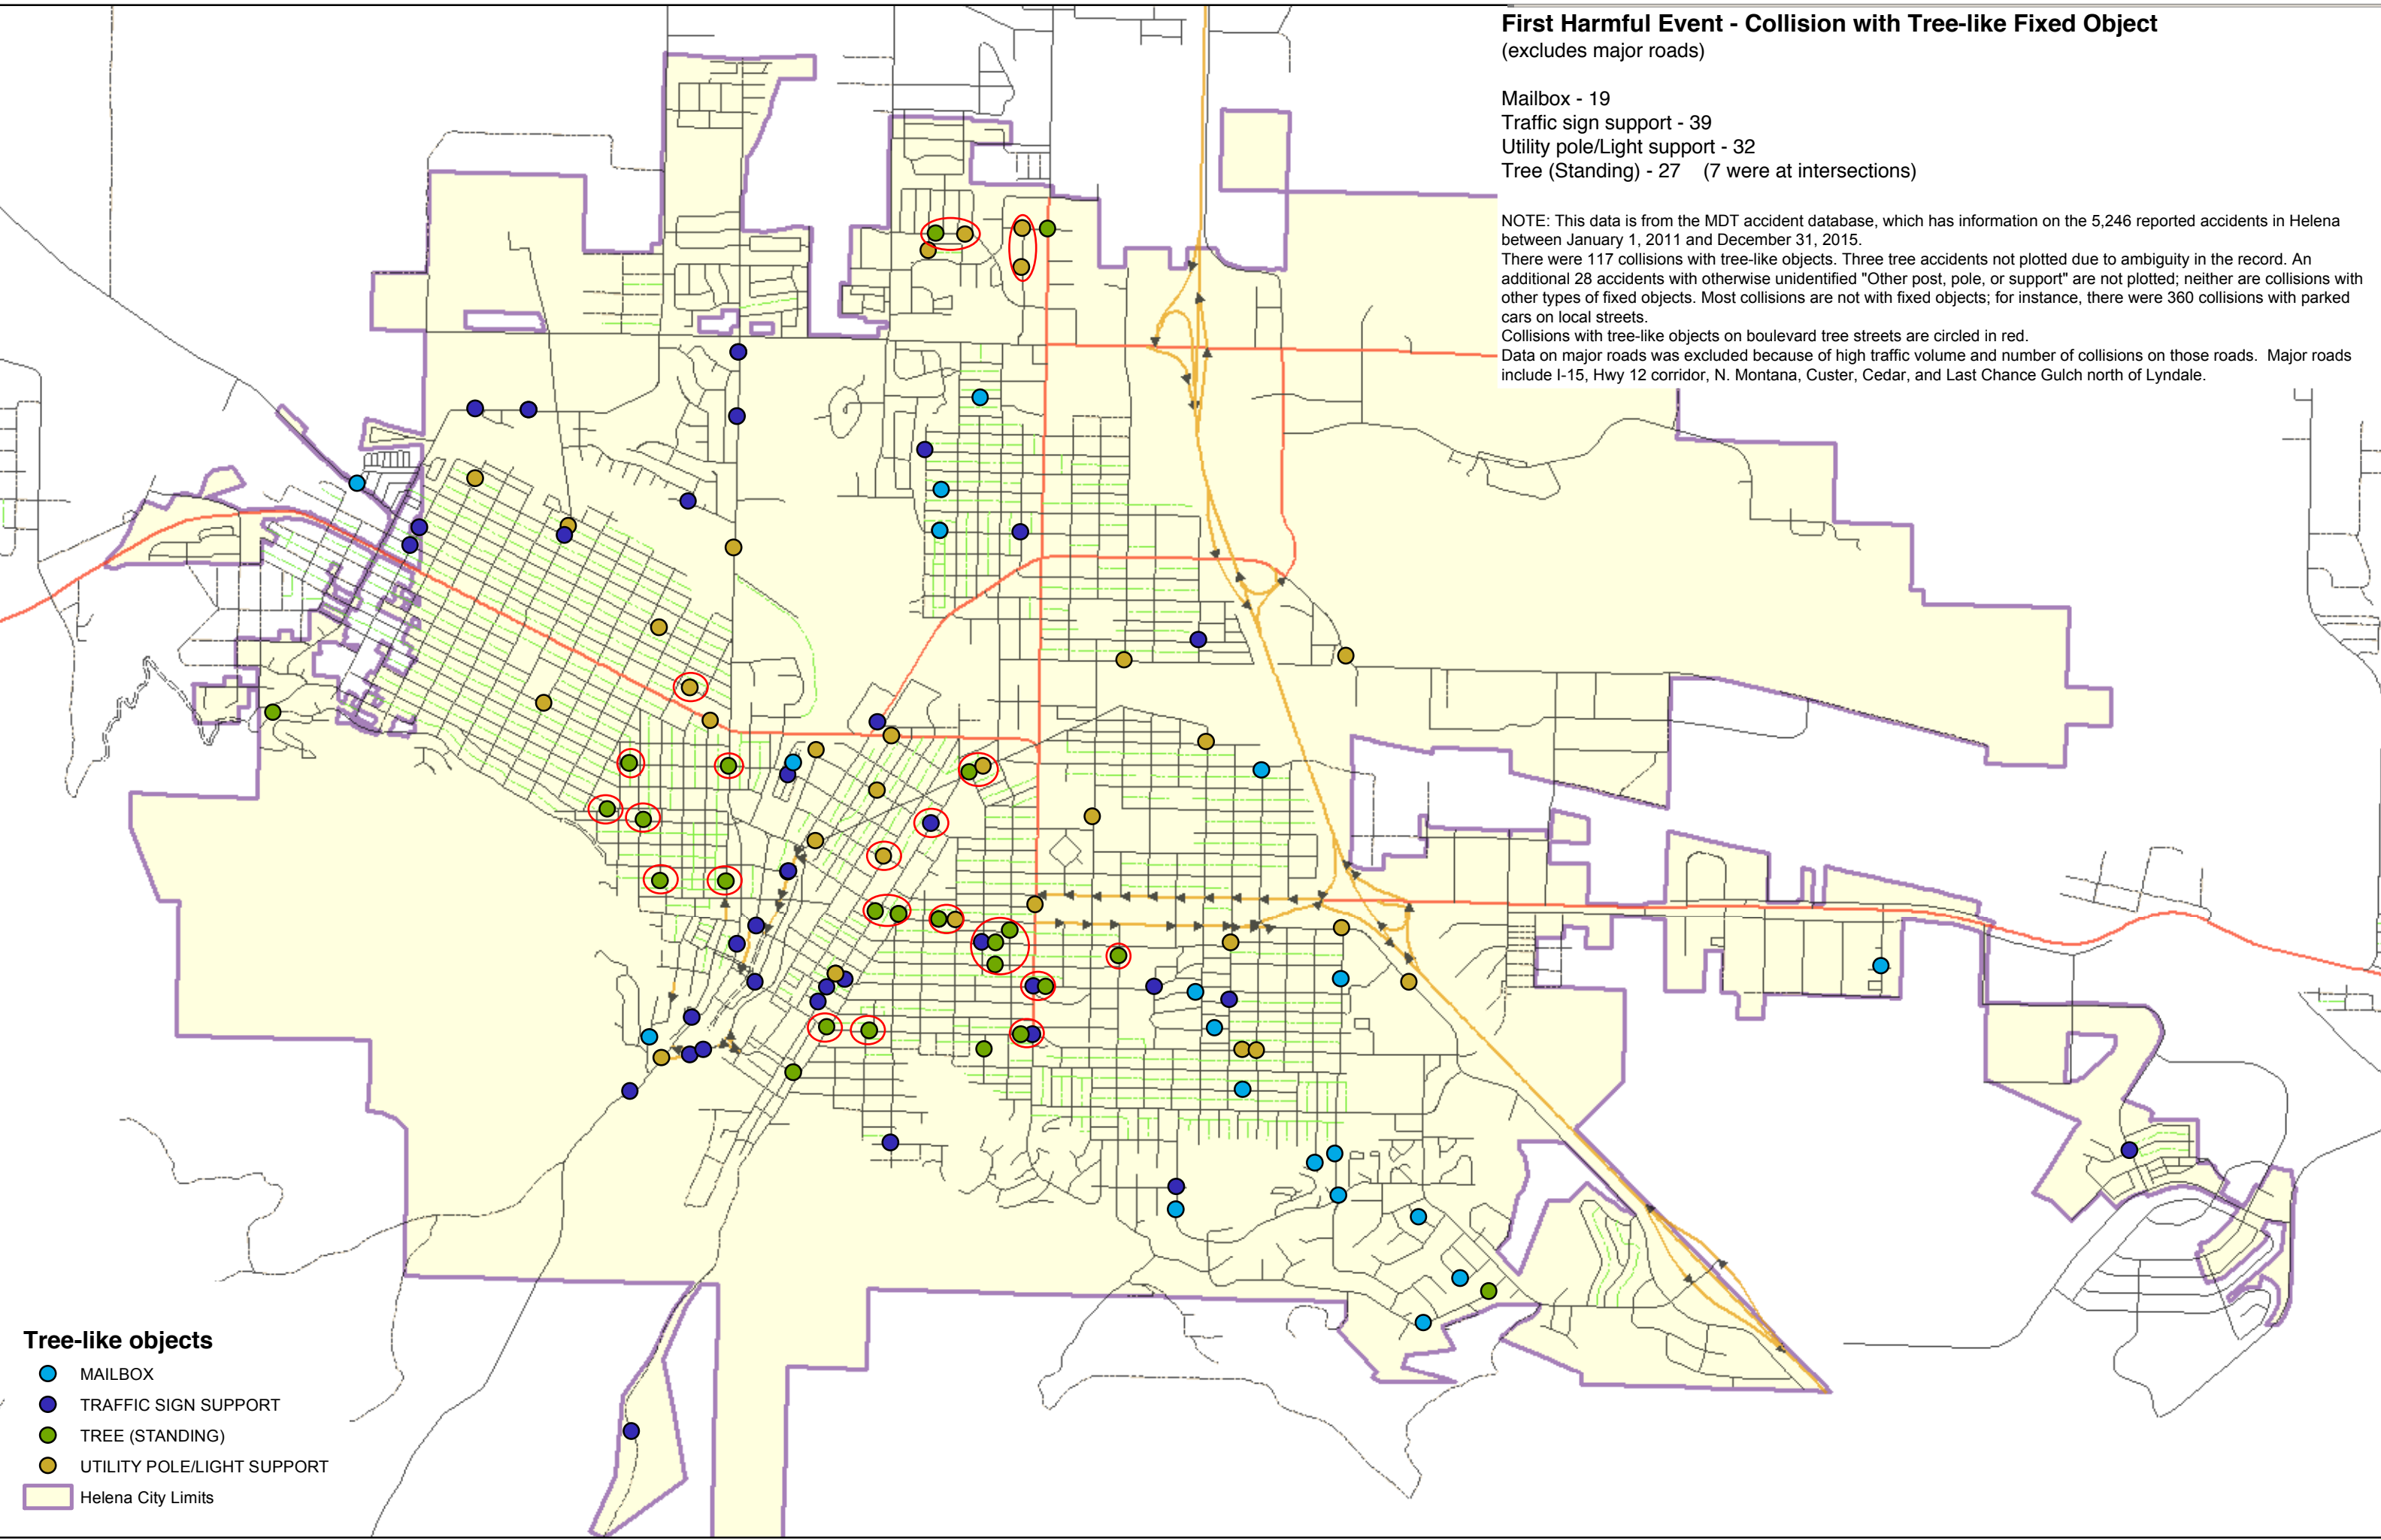 First Harmful Event - Collision with Tree-like Fixed Object
(excludes major roads)
Mailbox - 19
Traffic sign support - 39
Utility pole/Light support - 32
Tree (Standing) - 27 (7 were at intersections)
NOTE: This data is from the MDT accident database, which has information on the 5,246 reported accidents in Helena
between January 1, 2011 and December 31, 2015.
There were 117 collisions with tree-like objects. Three tree accidents not plotted due to ambiguity in the record. An
additional 28 accidents with otherwise unidentified "Other post, pole, or support" are not plotted; neither are collisions with
other types of fixed objects. Most collisions are not with fixed objects; for instance, there were 360 collisions with parked
cars on local streets.
Collisions with tree-like objects on boulevard tree streets are circled in red.
Data on major roads was excluded because of high traffic volume and number of collisions on those roads. Major roads
include I-15, Hwy 12 corridor, N. Montana, Custer, Cedar, and Last Chance Gulch north of Lyndale.
Tree-like objects
MAILBOX
TRAFFIC SIGN SUPPORT
TREE (STANDING)
UTILITY POLE/LIGHT SUPPORT
Helena City Limits